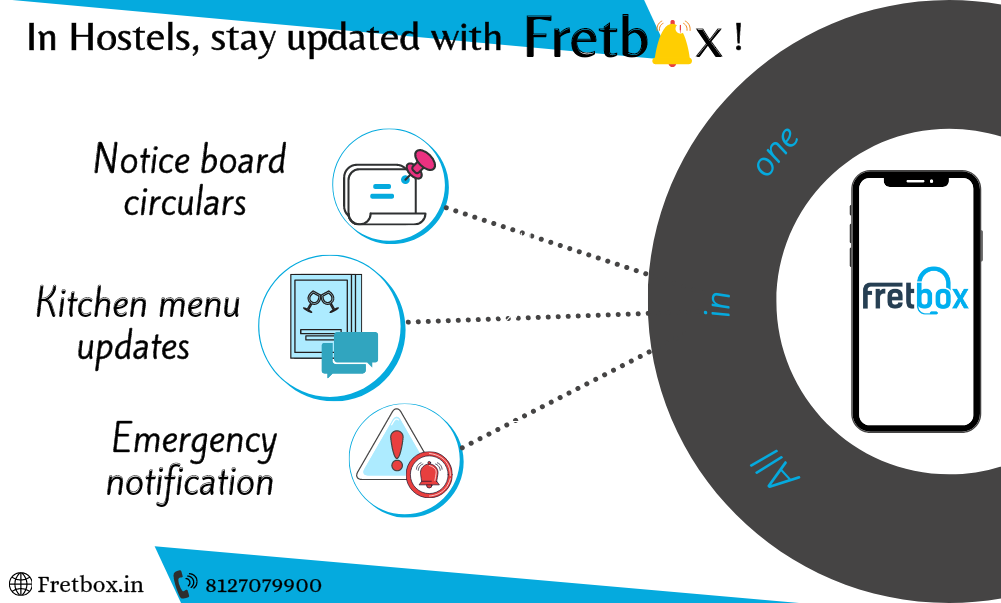 In Hostels, stay updated with Fretbox !
Notice board
circulars
Kitchen menu
updates
Emergency
notification
All
in
one
fretbox
Fretbox.in
8127079900